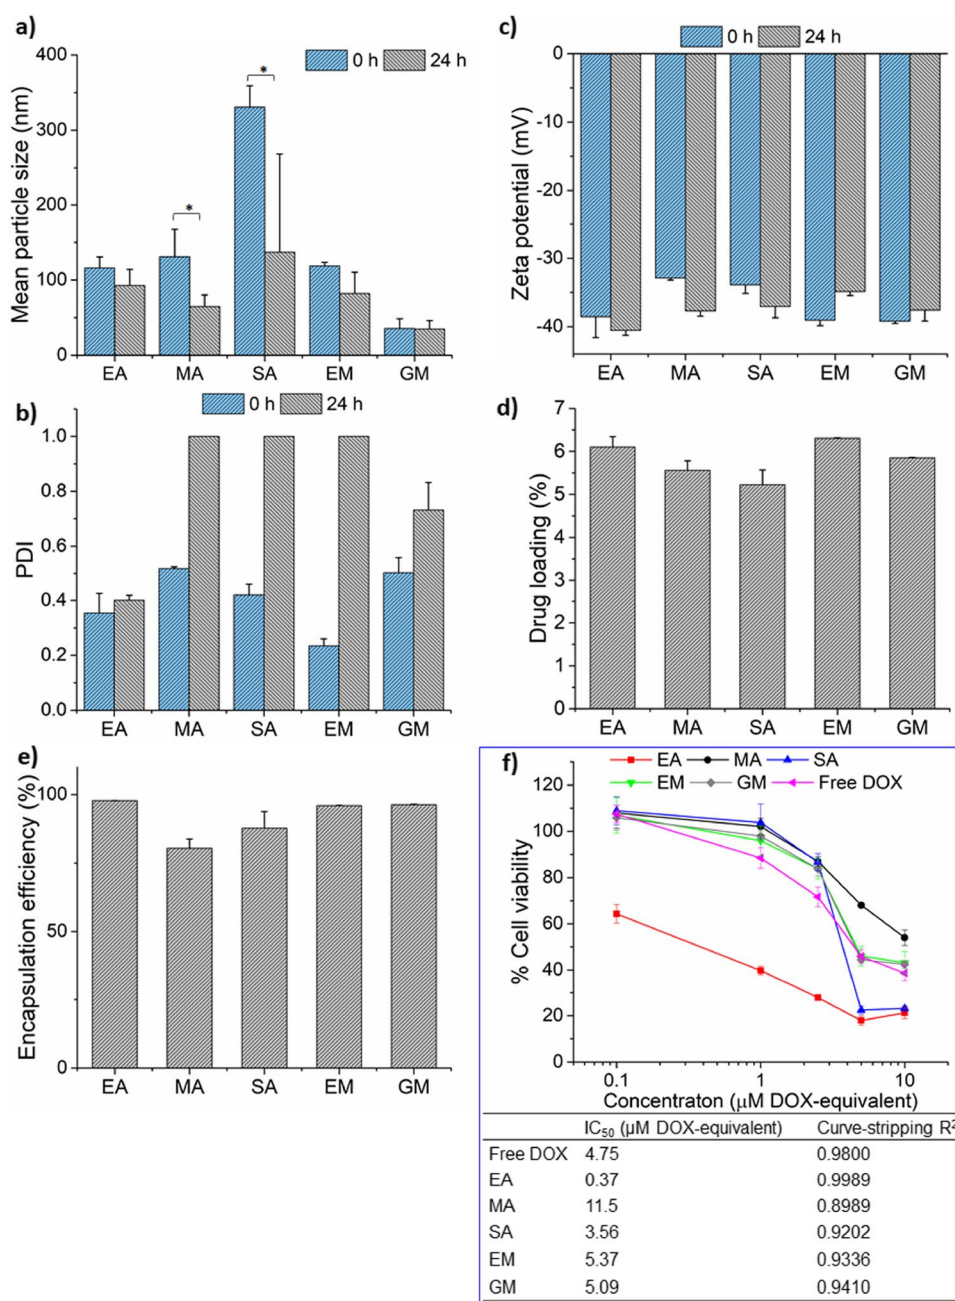 a)
0 h 24 h
Mean particle size (nm)
400
300
200
100
0
* *
EA MA SA EM GM
c)
0 h 24 h
Zeta potential (mV)
0
-10
-20
-30
-40
EA MA SA EM GM
b)
0 h 24 h
PDI
1.0
0.8
0.6
0.4
0.2
0.0
EA MA SA EM GM
d)
Drug loading (%)
7
6
5
4
3
2
1
0
EA MA SA EM GM
e)
Encapsulation efficiency (%)
100
50
0
EA MA SA EM GM
f)
EA MA SA
EM GM Free DOX
% Cell viability
120
100
80
60
40
20
0
0.1 1 10
Concentraton (μM DOX-equivalent)
IC50 (μM DOX-equivalent) Curve-stripping R2
Free DOX 4.75 0.9800
EA 0.37 0.9989
MA 11.5 0.8989
SA 3.56 0.9202
EM 5.37 0.9336
GM 5.09 0.9410